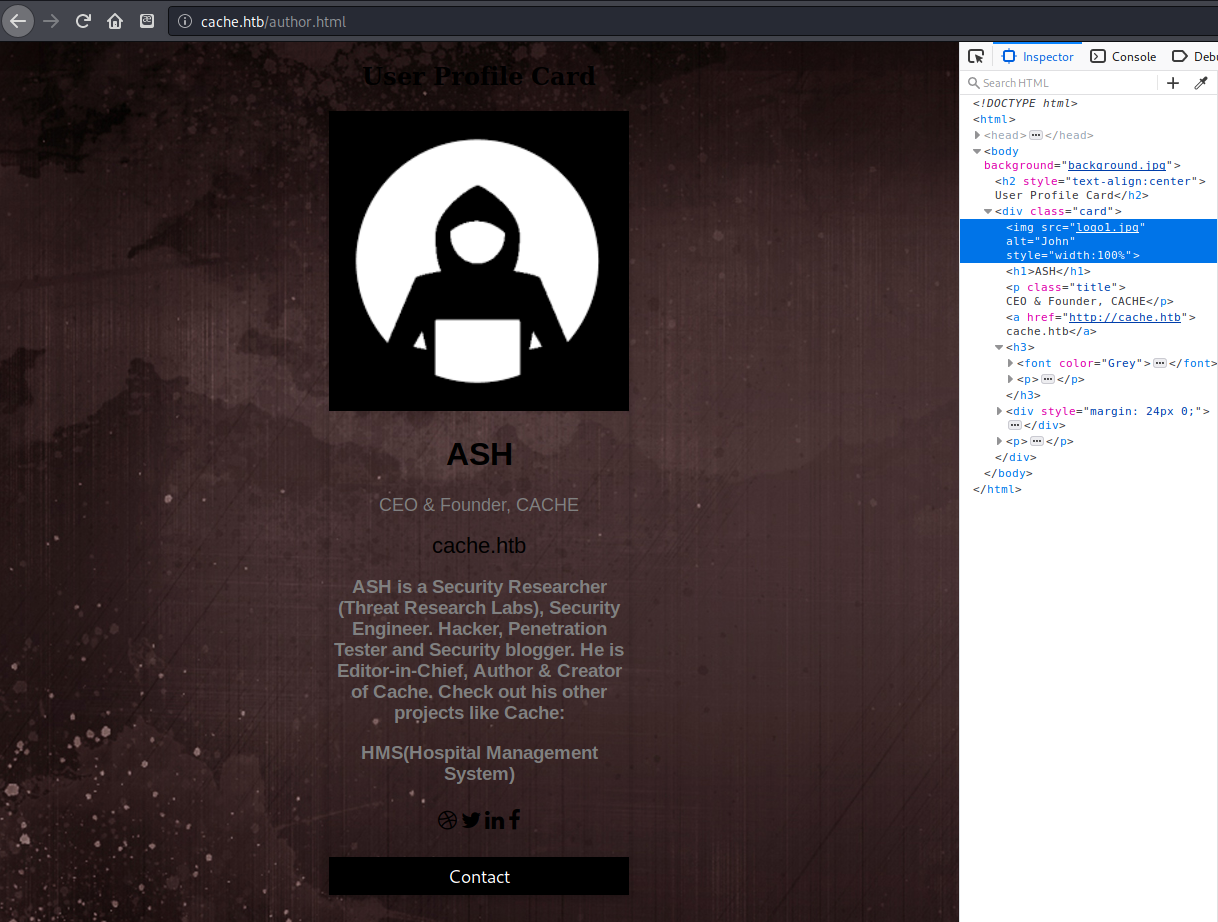 cache.htb/author.html
User Profile Card
ASH
CEO & Founder, CACHE
cache.htb
ASH is a Security Researcher
(Threat Research Labs), Security
Engineer. Hacker, Penetration
Tester and Security blogger. He is
Editor-in-Chief, Author & Creator
of Cache. Check out his other
projects like Cache:
HMS(Hospital Management
System)
Contact
Inspector
Console
Debu
Search HTML
<!DOCTYPE html>
<html>
<head>
</head>
<body
background="background.jpg">
<h2 style="text-align:center">
User Profile Card</h2>
<div class="card">
<img src="logo1.jpg"
alt="John"
style="width:100%">
<h1>ASH</h1>
<p class="title">
CEO & Founder, CACHE</p>
<a href="http://cache.htb">
cache.htb</a>
<h3>
<font color="Grey"></font>
<p></p>
</h3>
<div style="margin: 24px 0;">
</div>
<p></p>
</div>
</body>
</html>